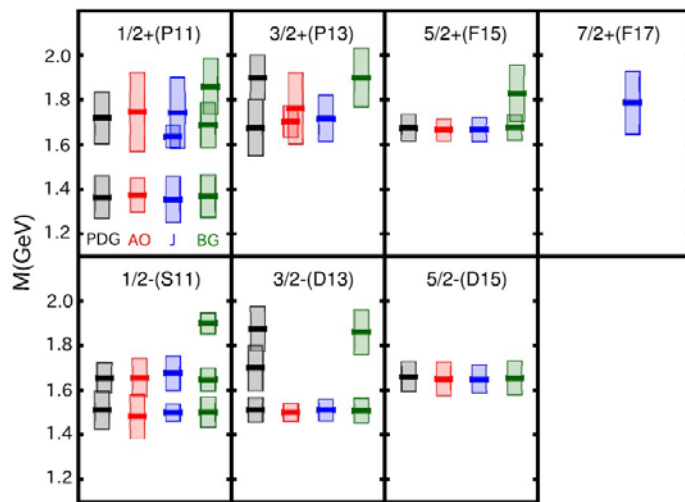 1/2+(P11) 3/2+(P13) 5/2+(F15) 7/2+(F17)
2.0
1.8
1.6
1.4
PDG AO J BG
1.2
M(GeV)
1/2-(S11) 3/2-(D13) 5/2-(D15)
2.0
1.8
1.6
1.4
1.2